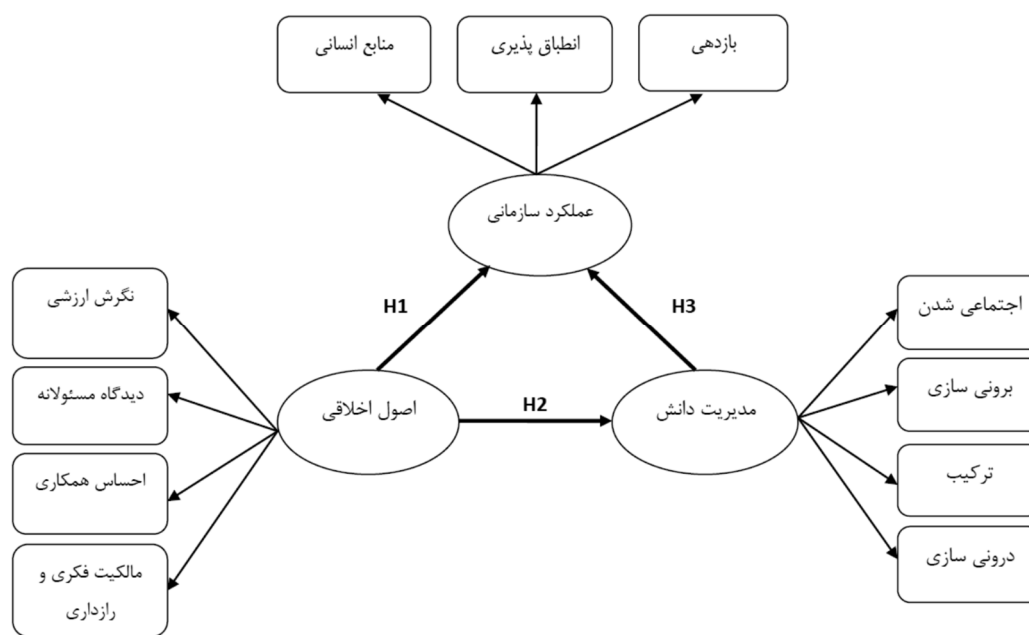 بازدهی
انطباق پذیری
منابع انسانی
عملکرد سازمانی
H1
H3
H2
اصول اخلاقی
مدیریت دانش
نگرش ارزشی
دیدگاه مسئولانه
احساس همکاری
مالکیت فکری و
رازداری
اجتماعی شدن
برونی سازی
ترکیب
درونی سازی